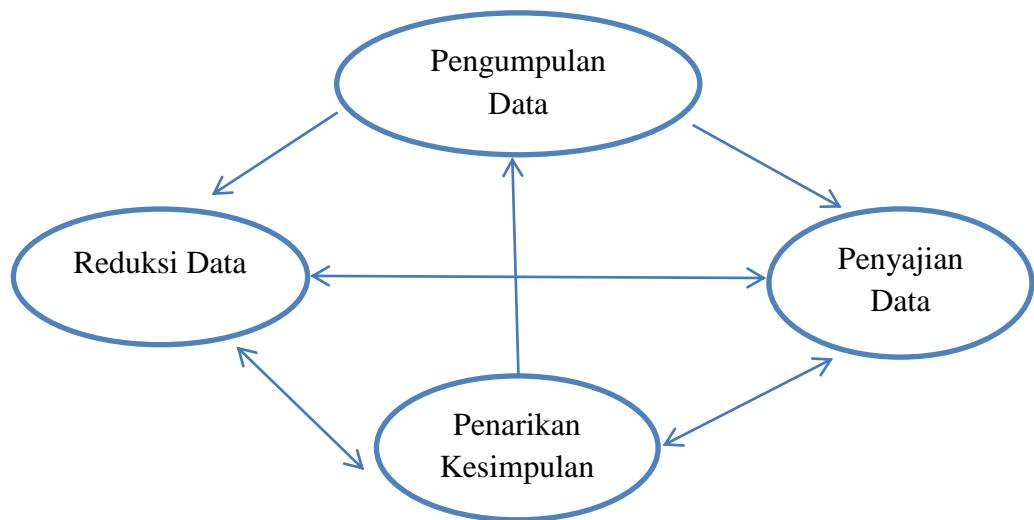 Pengumpulan
Data
Reduksi Data
Penyajian
Data
Penarikan
Kesimpulan